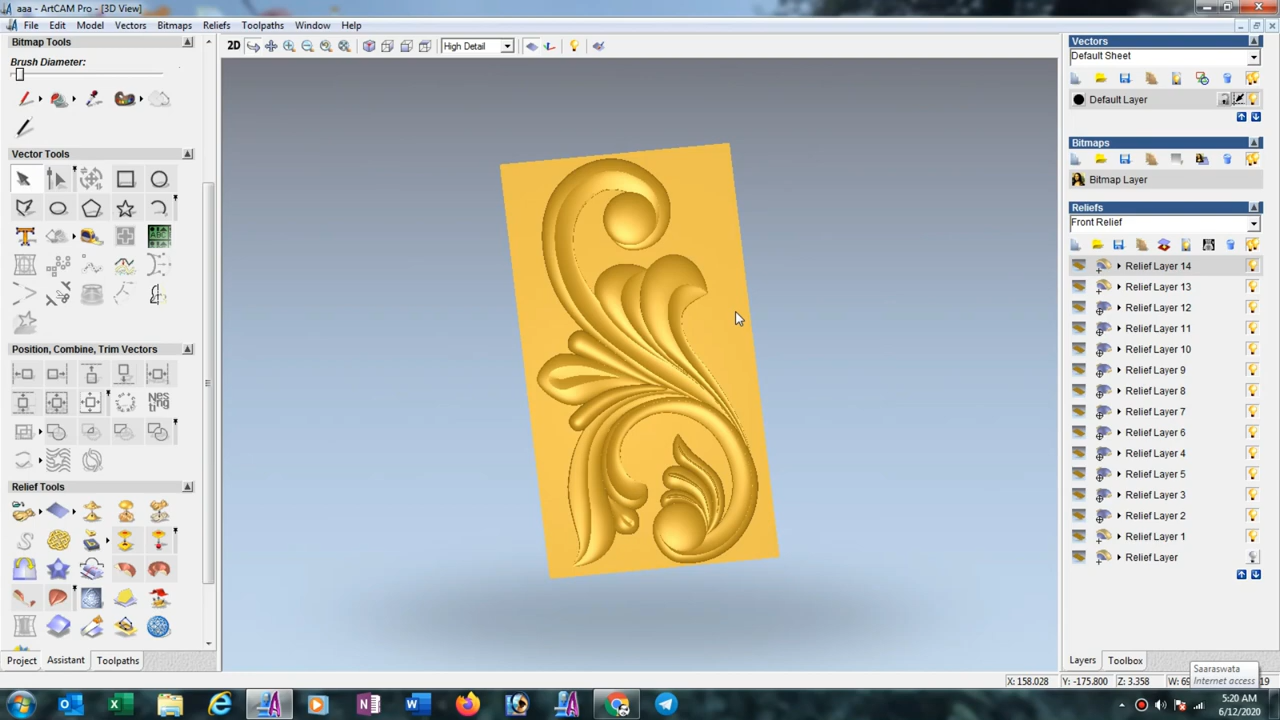 aaa - ArtCAM Pro - [3D View]
File Edit Model Vectors Bitmaps Reliefs Toolpaths Window Help
Bitmap Tools
Brush Diameter:
Vector Tools
Position, Combine, Trim Vectors
Relief Tools
Project Assistant Toolpaths
2D High Detail
Vectors
Default Sheet
Default Layer
Bitmaps
Bitmap Layer
Reliefs
Front Relief
Relief Layer 14
Relief Layer 13
Relief Layer 12
Relief Layer 11
Relief Layer 10
Relief Layer 9
Relief Layer 8
Relief Layer 7
Relief Layer 6
Relief Layer 4
Relief Layer 5
Relief Layer 3
Relief Layer 2
Relief Layer 1
Relief Layer
Layers Toolbox
Saaraswata
Internet access
X: 158.028 Y: -175.800 Z: 3.358
5:20 AM
6/12/2020